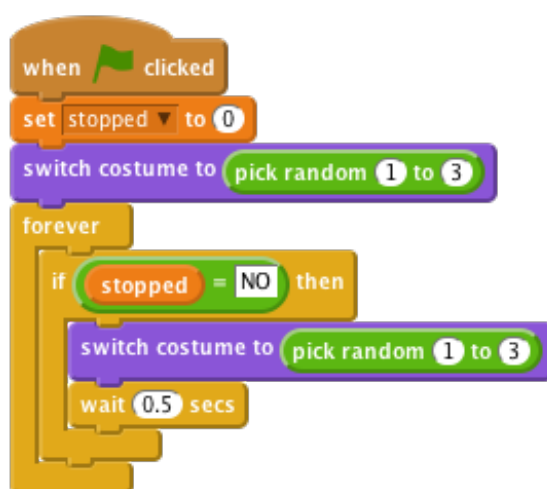 when clicked
set stopped to 0
switch costume to pick random 1 to 3
forever
if stopped = NO then
switch costume to pick random 1 to 3
wait 0.5 secs